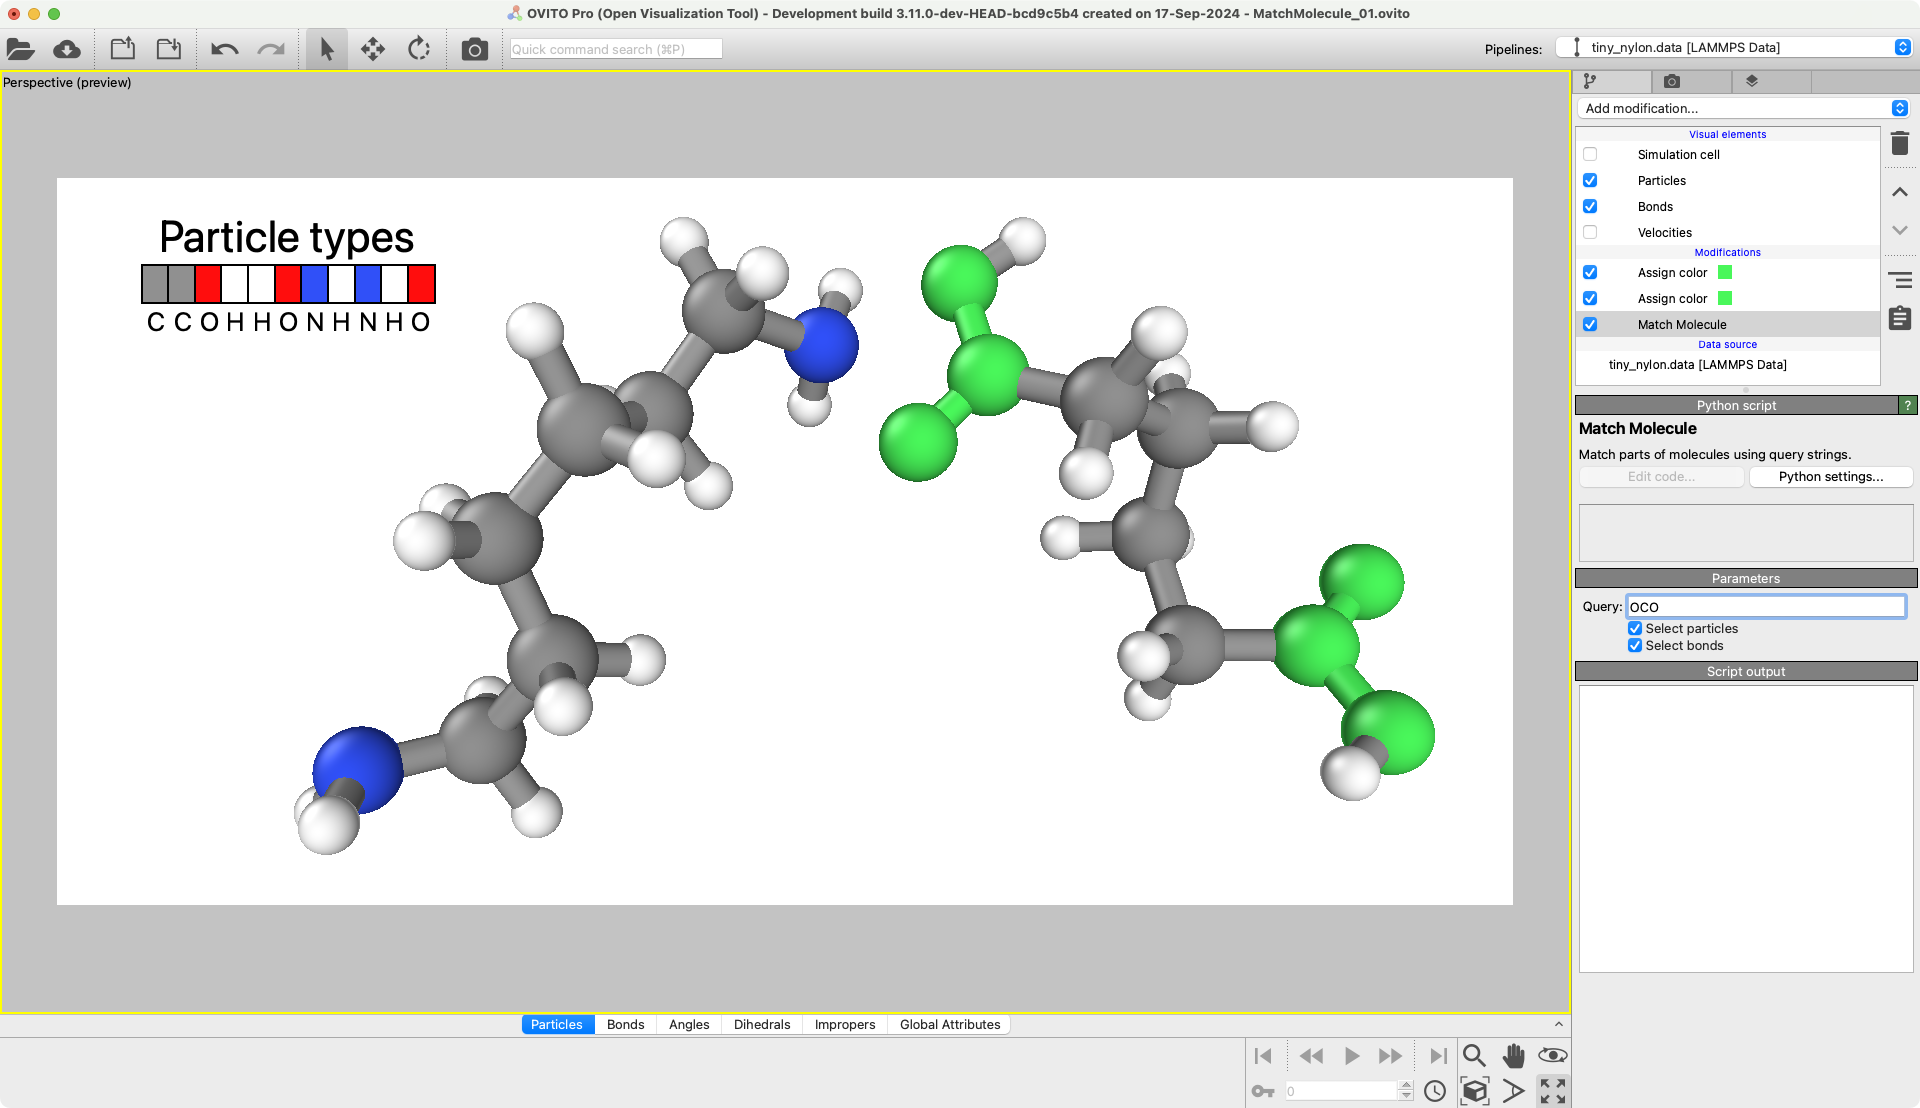 OVITO Pro (Open Visualization Tool) - Development build 3.11.0-dev-HEAD-bcd9c5b4 created on 17-Sep-2024 - MatchMolecule_01.ovito
Quick command search (⌘P)
Pipelines:
tiny_nylon.data [LAMMPS Data]
Perspective (preview)
Particle types
C C O H H O N H N H O
Add modification...
Visual elements
Simulation cell
Particles
Bonds
Velocities
Modifications
Assign color
Assign color
Match Molecule
Data source
tiny_nylon.data [LAMMPS Data]
Python script
?
Match Molecule
Match parts of molecules using query strings.
Edit code...
Python settings...
Parameters
Query:
OCO
Select particles
Select bonds
Script output
Particles
Bonds
Angles
Dihedrals
Impropers
Global Attributes
0